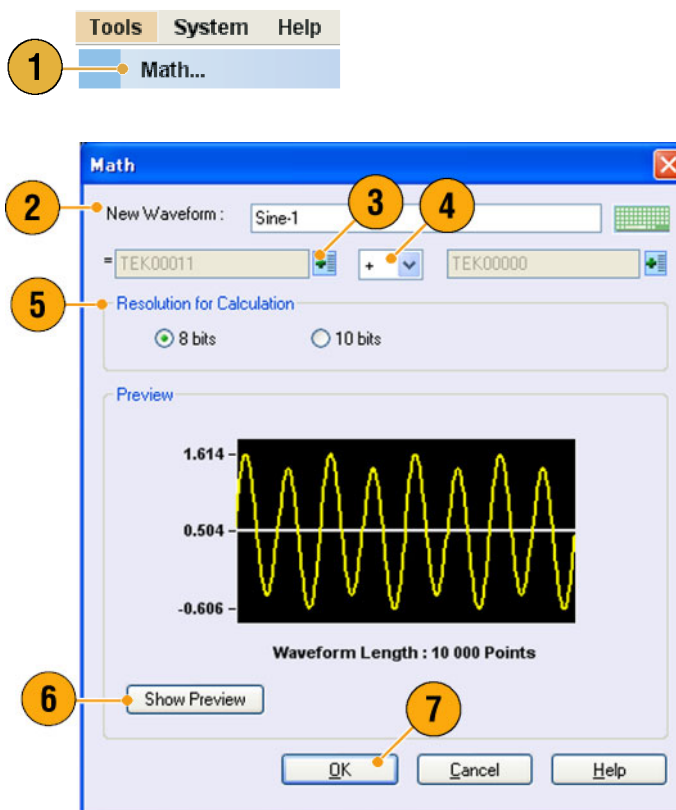 Tools System Help
1
Math...
Math
2
New Waveform :
Sine-1
3
4
=
TEK00011
+
TEK00000
5
Resolution for Calculation
8 bits
10 bits
Preview
1.614
0.504
-0.606
Waveform Length : 10 000 Points
6
Show Preview
7
OK
Cancel
Help